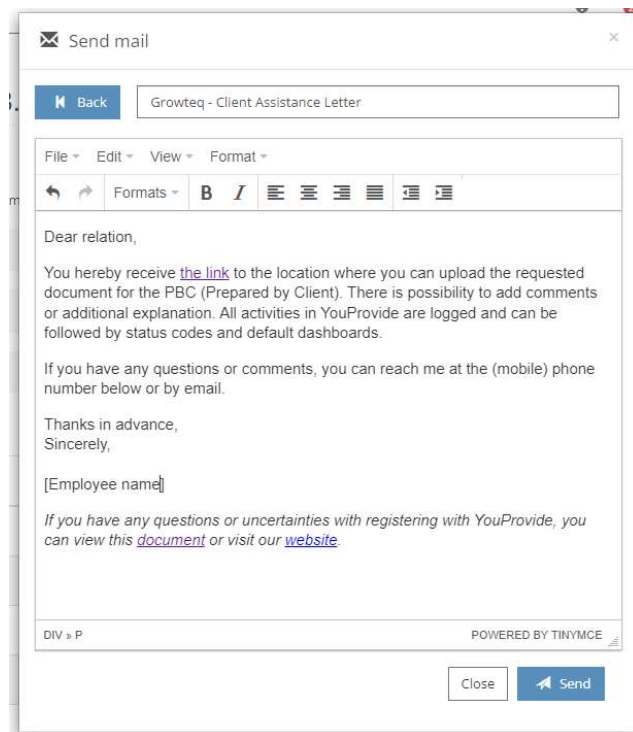 Send mail
×
Back
Growteq - Client Assistance Letter
File Edit View Format
Formats B I
Dear relation,
You hereby receive the link to the location where you can upload the requested
document for the PBC (Prepared by Client). There is possibility to add comments
or additional explanation. All activities in YouProvide are logged and can be
followed by status codes and default dashboards.
If you have any questions or comments, you can reach me at the (mobile) phone
number below or by email.
Thanks in advance,
Sincerely,
[Employee name]
If you have any questions or uncertainties with registering with YouProvide, you
can view this document or visit our website.
DIV » P POWERED BY TINYMCE
Close Send